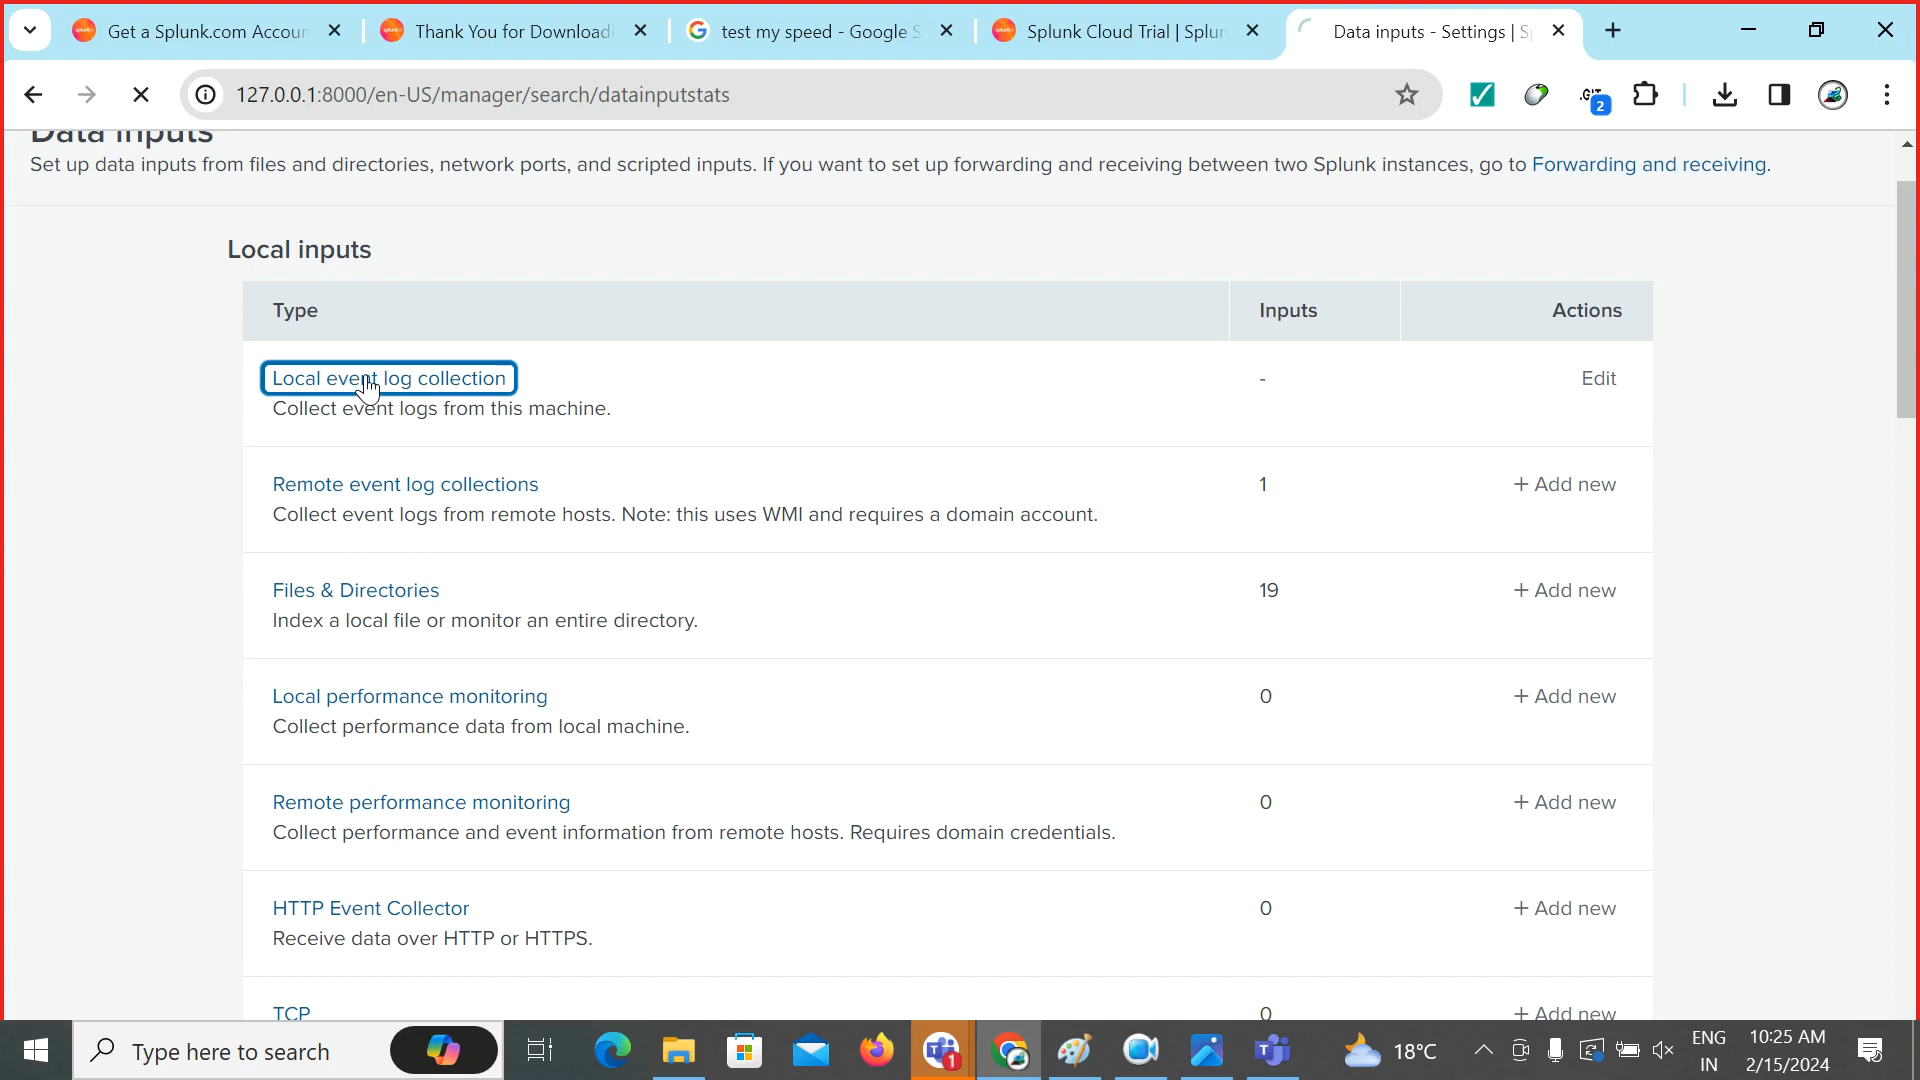 Get a Splunk.com Accoun
Thank You for Downloadi
test my speed - Google S
Splunk Cloud Trial | Splun
Data inputs - Settings | S
127.0.0.1:8000/en-US/manager/search/datainputstats
.GIT
2
Data inputs
Set up data inputs from files and directories, network ports, and scripted inputs. If you want to set up forwarding and receiving between two Splunk instances, go to Forwarding and receiving.
Local inputs
Type Inputs Actions
Local event log collection - Edit
Collect event logs from this machine.
Remote event log collections 1 + Add new
Collect event logs from remote hosts. Note: this uses WMI and requires a domain account.
Files & Directories 19 + Add new
Index a local file or monitor an entire directory.
Local performance monitoring 0 + Add new
Collect performance data from local machine.
Remote performance monitoring 0 + Add new
Collect performance and event information from remote hosts. Requires domain credentials.
HTTP Event Collector 0 + Add new
Receive data over HTTP or HTTPS.
TCP 0 + Add new
Type here to search
1
18°C
ENG
IN
10:25 AM
2/15/2024